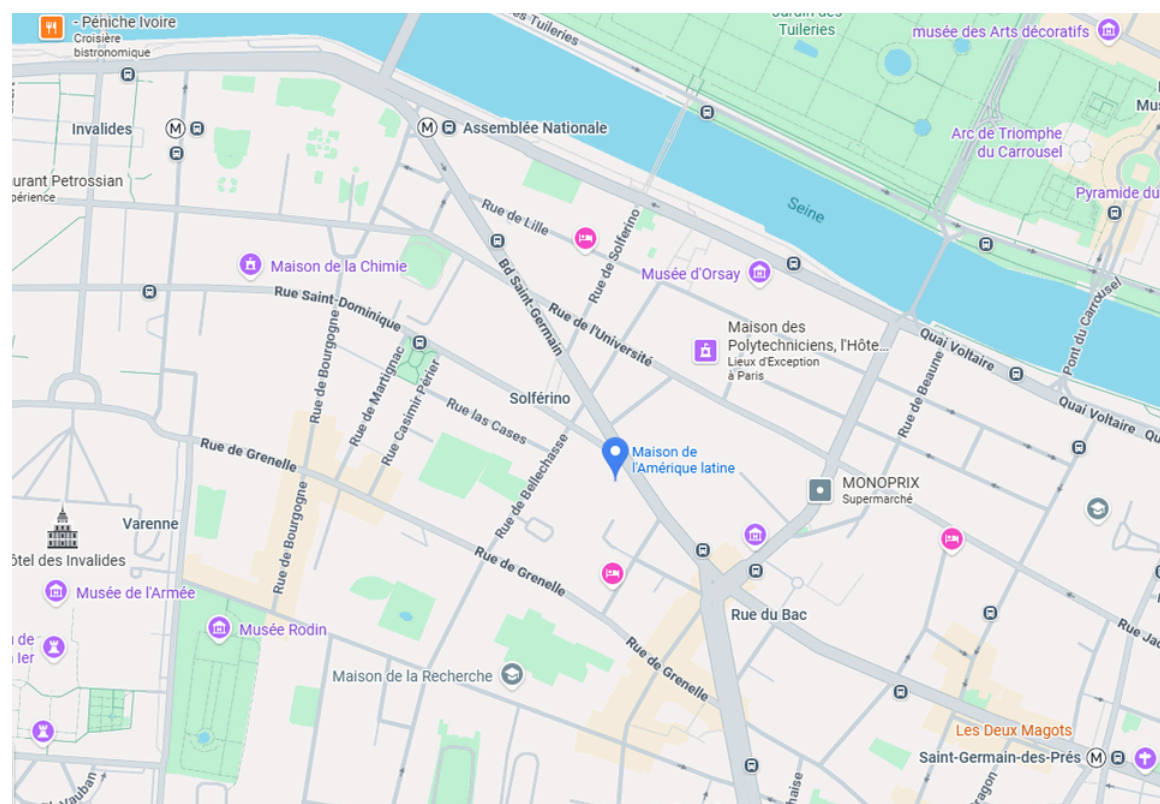 - Péniche Ivoire
Croisière
bistronomique
Jardin des
Tuileries
musée des Arts décoratifs
Tuileries
Invalides
M
M
Assemblée Nationale
Arc de Triomphe
du Carrousel
Pyramide du
Petrossian
Rue de Lille
Rue de Solferino
Seine
Musée d'Orsay
Maison de la Chimie
Bd Saint-Germain
Rue Saint-Dominique
Rue de l'Université
Maison des
Polytechniciens, l'Hôte...
Lieux d'Exception
à Paris
Quai Voltaire
Pont du Carrousel
Rue de Bourgogne
Rue de Martignac
Rue Casimir Périer
Rue de Beaune
Quai Voltaire
Solférino
Rue las Cases
Rue de Grenelle
Rue de Bellechasse
Maison de
l'Amérique latine
MONOPRIX
Supermarché
Varenne
Rue de Bourgogne
des Invalides
Rue de Grenelle
Musée de l'Armée
Musée Rodin
Rue du Bac
de
Ier
Rue de Grenelle
Rue
Maison de la Recherche
Les Deux Magots
Saint-Germain-des-Prés
M
Vauban